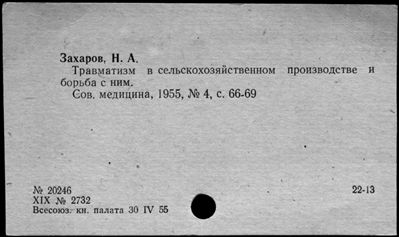 Захаров, Н. А.
Травматизм в сельскохозяйственном производстве и
борьба с ним.
Сов. медицина, 1955, № 4, с. 66-69
№ 20246 22-13
XIX № 2732
Всесоюз. кн. палата 30 IV 55